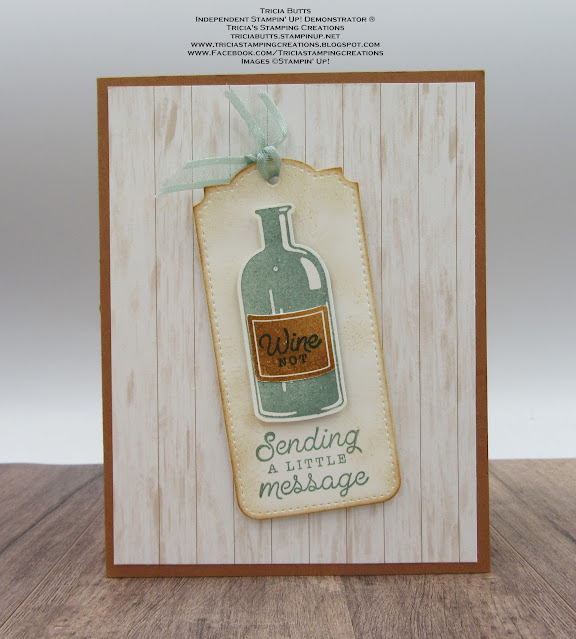 Tricia Butts
Independent Stampin' Up! Demonstrator ®
Tricia's Stamping Creations
triciabutts.stampinup.net
www.triciastampingcreations.blogspot.com
www.Facebook.com/Triciastampingcreations
Images ©Stampin' Up!
Wine
NOT
Sending
A LITTLE
message